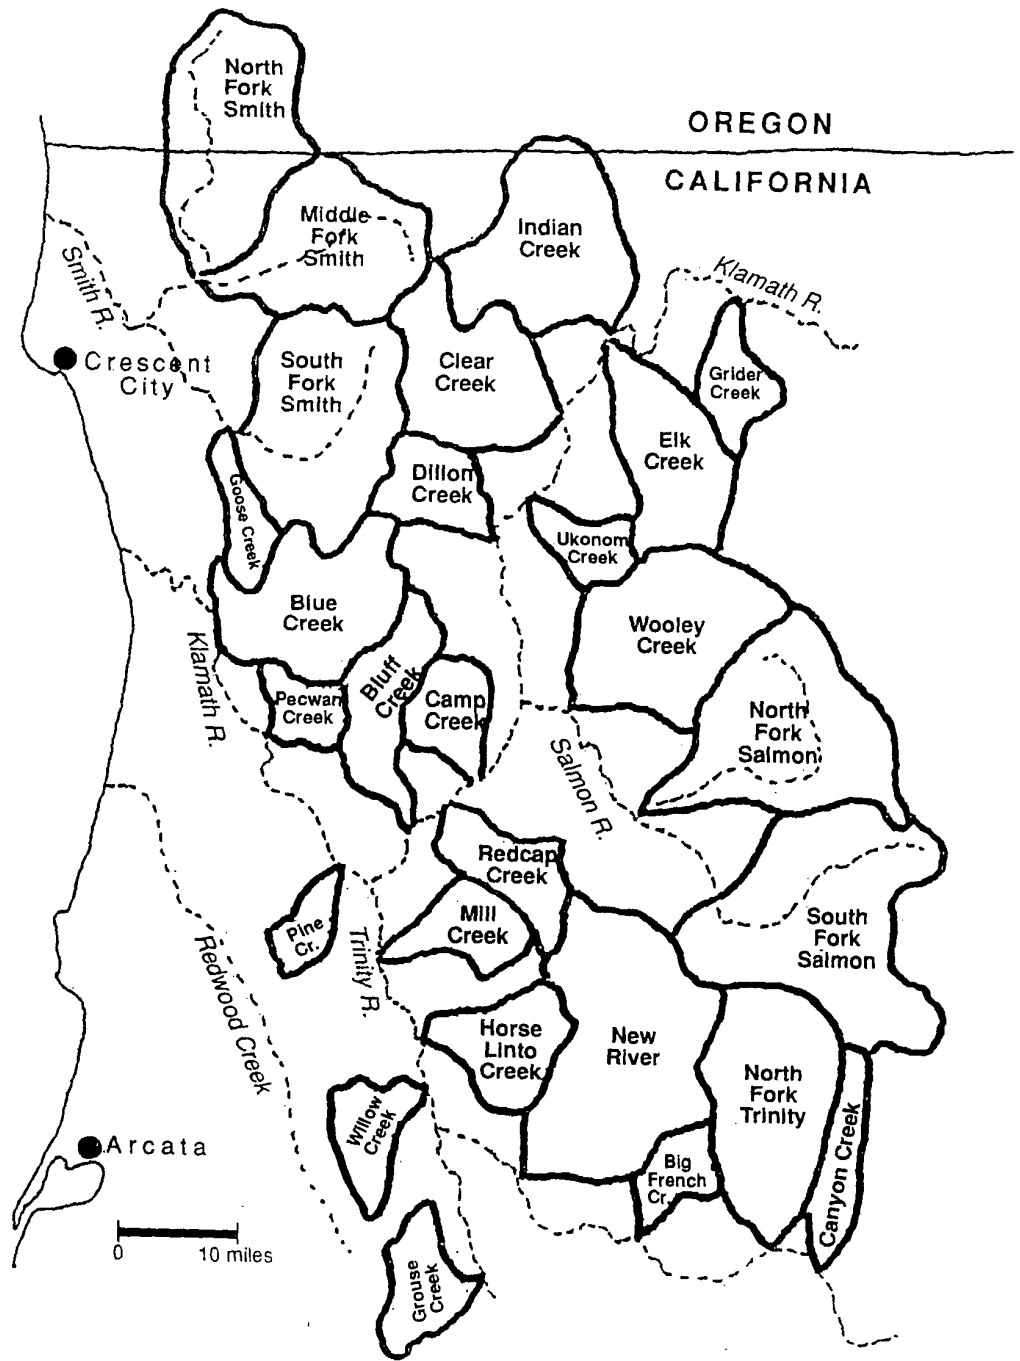 North
Fork
Smith
OREGON
CALIFORNIA
Middle
Fork
Smith
Indian
Creek
Smith R.
Klamath R.
Crescent
City
South
Fork
Smith
Clear
Creek
Grider
Creek
Elk
Creek
Dillon
Creek
Goose Creek
Ukonom
Creek
Blue
Creek
Wooley
Creek
Klamath R.
Bluff
Creek
Pecwan
Creek
Camp
Creek
North
Fork
Salmon
Salmon R.
Redcap
Creek
Mill
Creek
South
Fork
Salmon
Pine
Cr.
Trinity R.
Redwood Creek
Horse
Linto
Creek
New
River
North
Fork
Trinity
Willow
Creek
Canyon Creek
Arcata
Big
French
Cr.
0 10 miles
Grouse
Creek